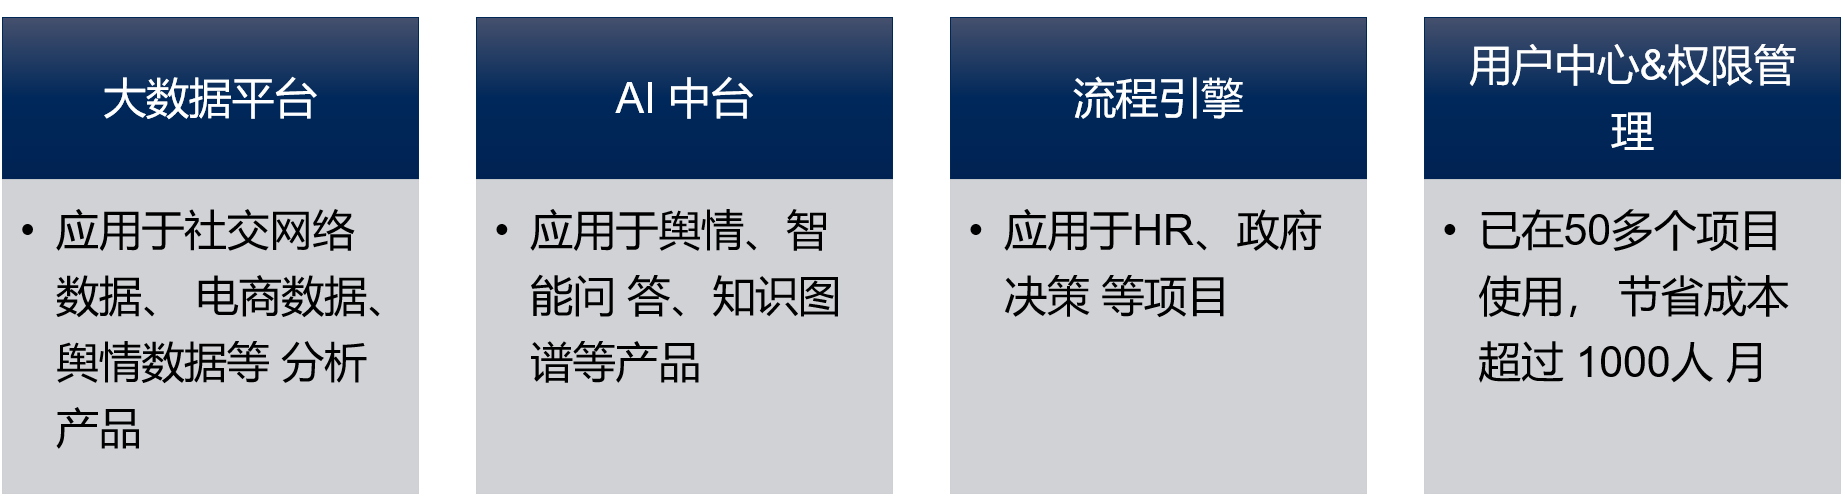 大数据平台
• 应用于社交网络
数据、 电商数据、
舆情数据等 分析
产品
AI 中台
• 应用于舆情、智
能问 答、知识图
谱等产品
流程引擎
• 应用于HR、政府
决策 等项目
用户中心&权限管
理
• 已在50多个项目
使用， 节省成本
超过 1000人 月